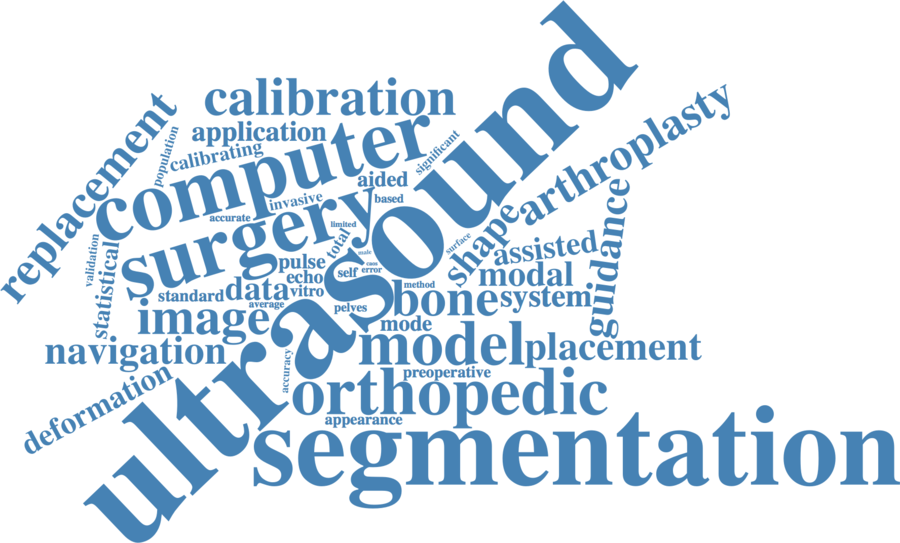 ultrasound
segmentation
computer
surgery
calibration
replacement
application
calibrating
population
significant
arthroplasty
aided
based
invasive
accurate
limited
total
male
cum
error
self
surface
shape
guidance
assisted
modal
system
validation
statistical
pulse
echo
vitro
data
standard
average
method
bone
pelves
mode
image
navigation
model
placement
accuracy
preoperative
deformation
orthopedic
appearance